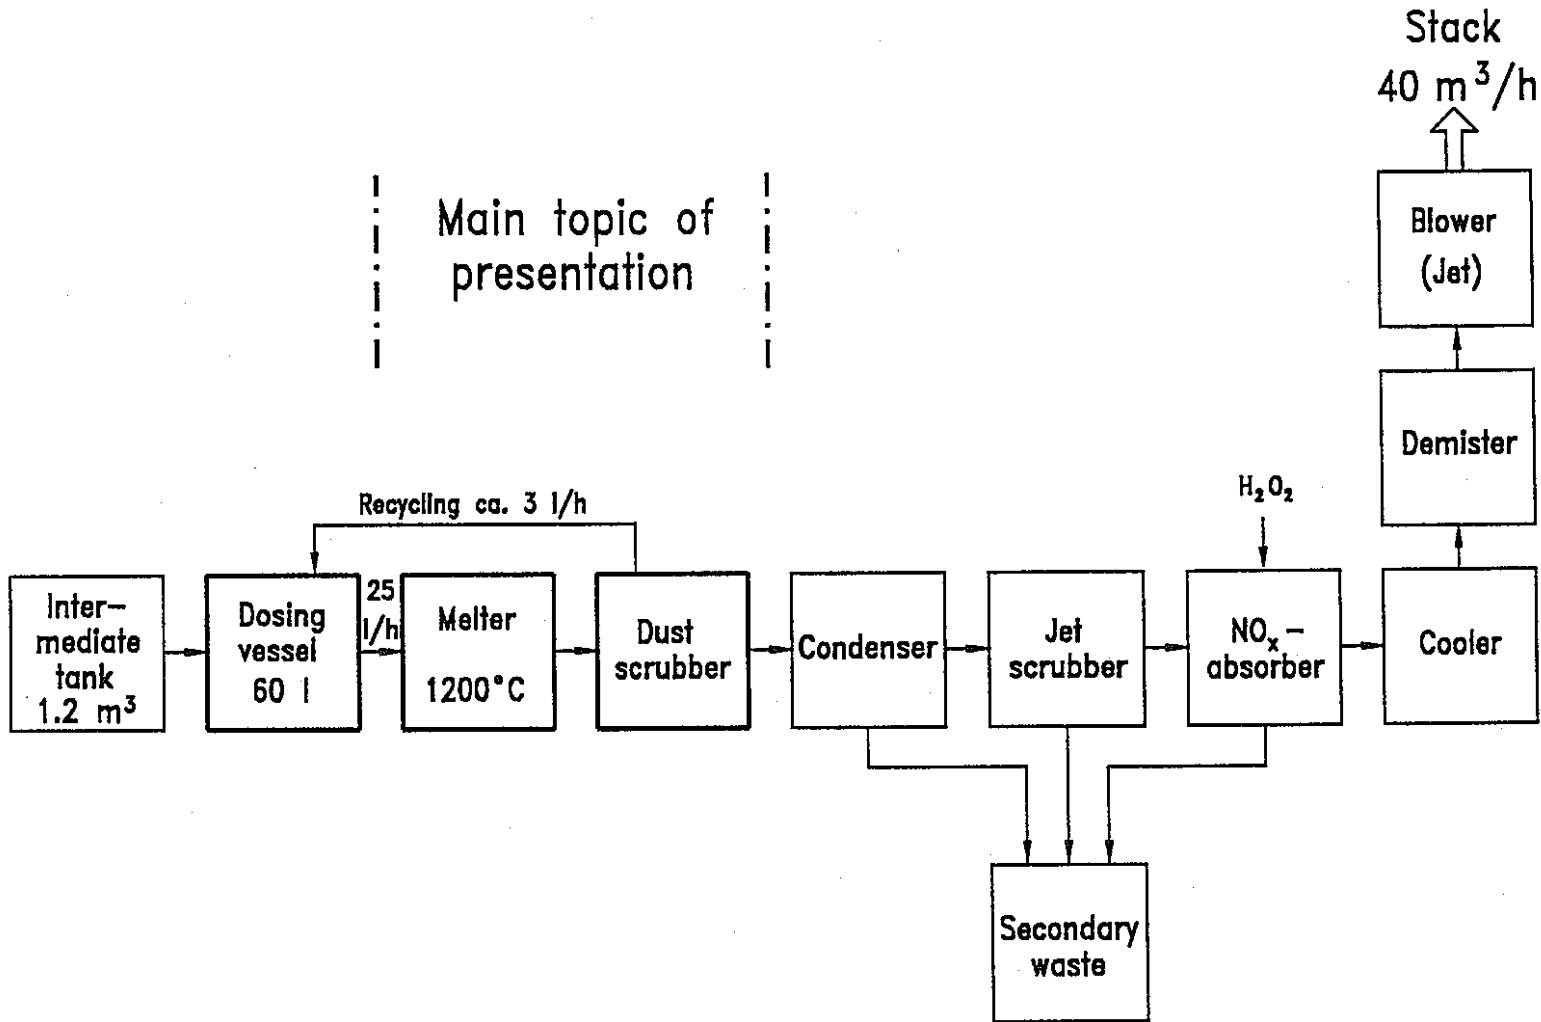 Stack
40 m³/h
Main topic of
presentation
Blower
(Jet)
Demister
Recycling ca. 3 l/h
H₂O₂
Inter-
mediate
tank
1.2 m³
Dosing
vessel
60 l
25
l/h
Melter
1200°C
Dust
scrubber
Condenser
Jet
scrubber
NOₓ-
absorber
Cooler
Secondary
waste